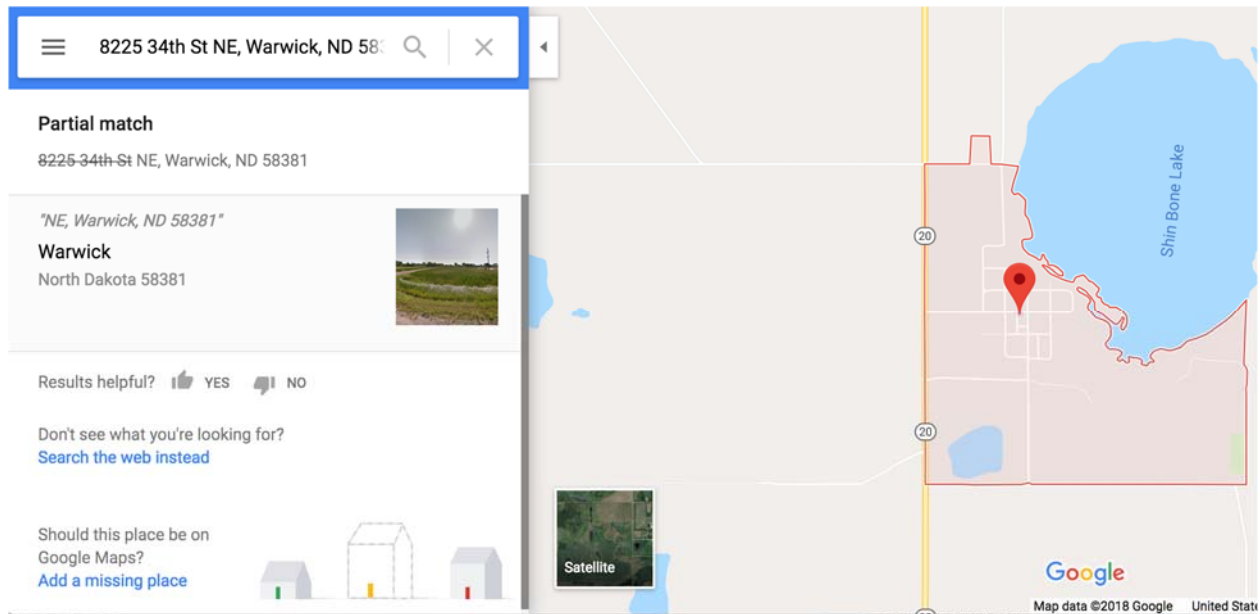 8225 34th St NE, Warwick, ND 58
Partial match
8225 34th St NE, Warwick, ND 58381
"NE, Warwick, ND 58381"
Warwick
North Dakota 58381
Results helpful? YES NO
Don't see what you're looking for?
Search the web instead
Should this place be on
Google Maps?
Add a missing place
20
Shin Bone Lake
20
Satellite
Google
Map data ©2018 Google United Stat